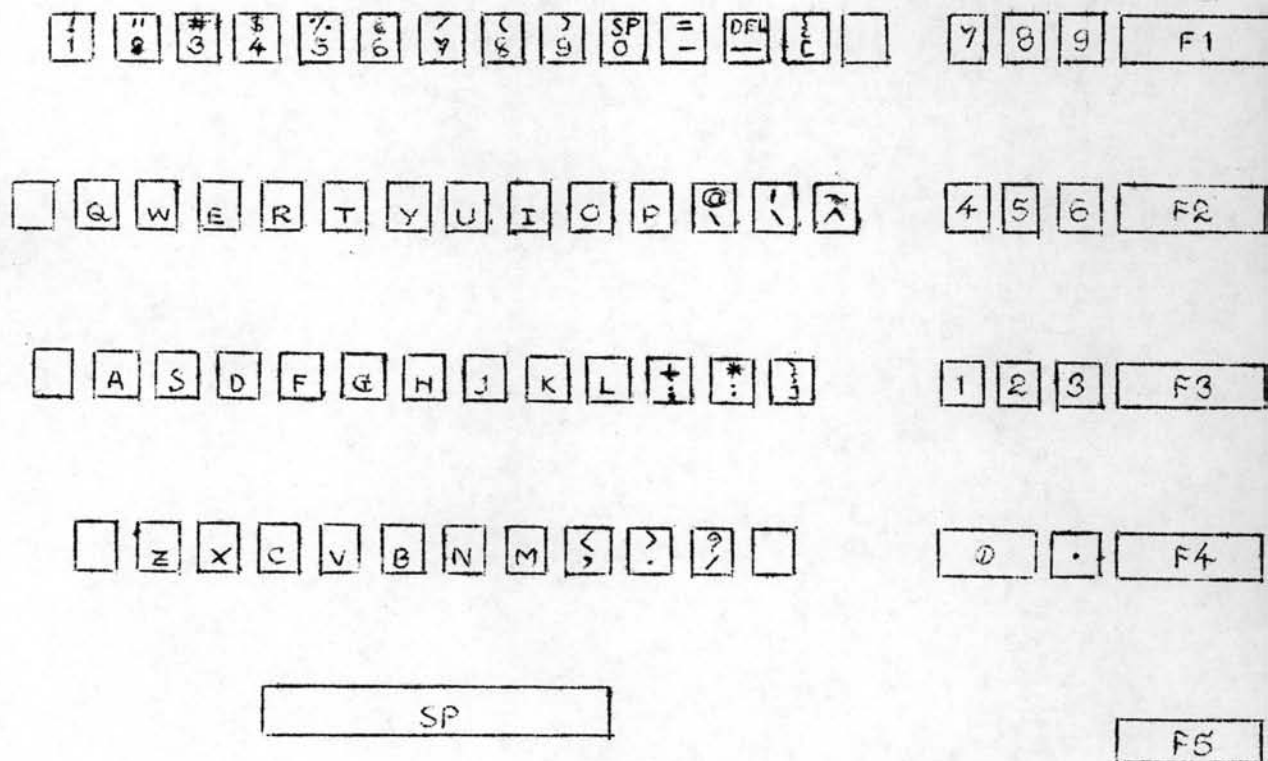 ! " # $ % & ' ( ) SP = DEL {
1 2 3 4 5 6 7 8 9 0 - — [ 7 8 9 F1
Q W E R T Y U I O P @ ' ~ 4 5 6 F2
\ \ ^
A S D F G H J K L + * } 1 2 3 F3
; : ]
Z X C V B N M < > ? 0 . F4
, . /
SP
F5